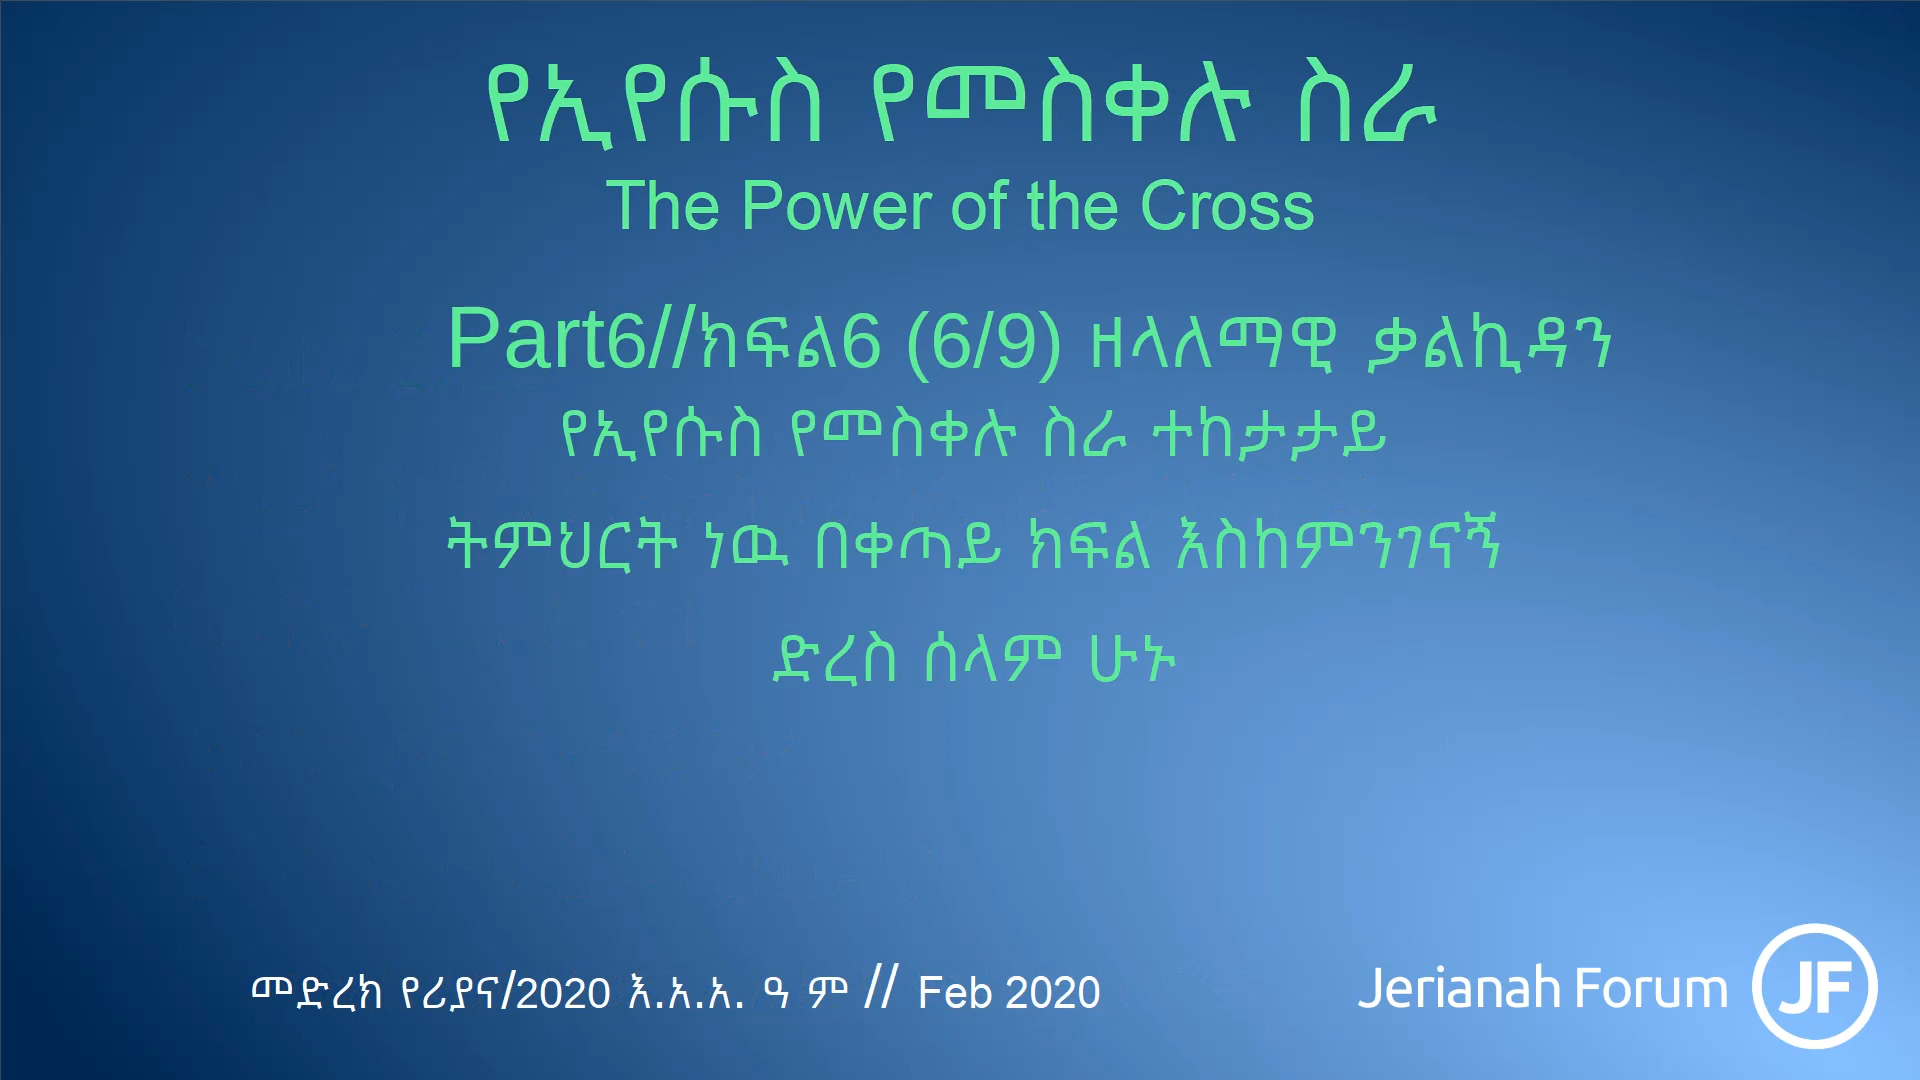 የኢየሱስ የመስቀሉ ስራ
The Power of the Cross
Part6//ክፍል6 (6/9) ዘላለማዊ ቃልኪዳን
የኢየሱስ የመስቀሉ ስራ ተከታታይ
ትምህርት ነዉ በቀጣይ ክፍል እስከምንገናኝ
ድረስ ሰላም ሁኑ
መድረክ የሪያና/2020 እ.አ.አ. ዓ ም // Feb 2020
Jerianah Forum JF